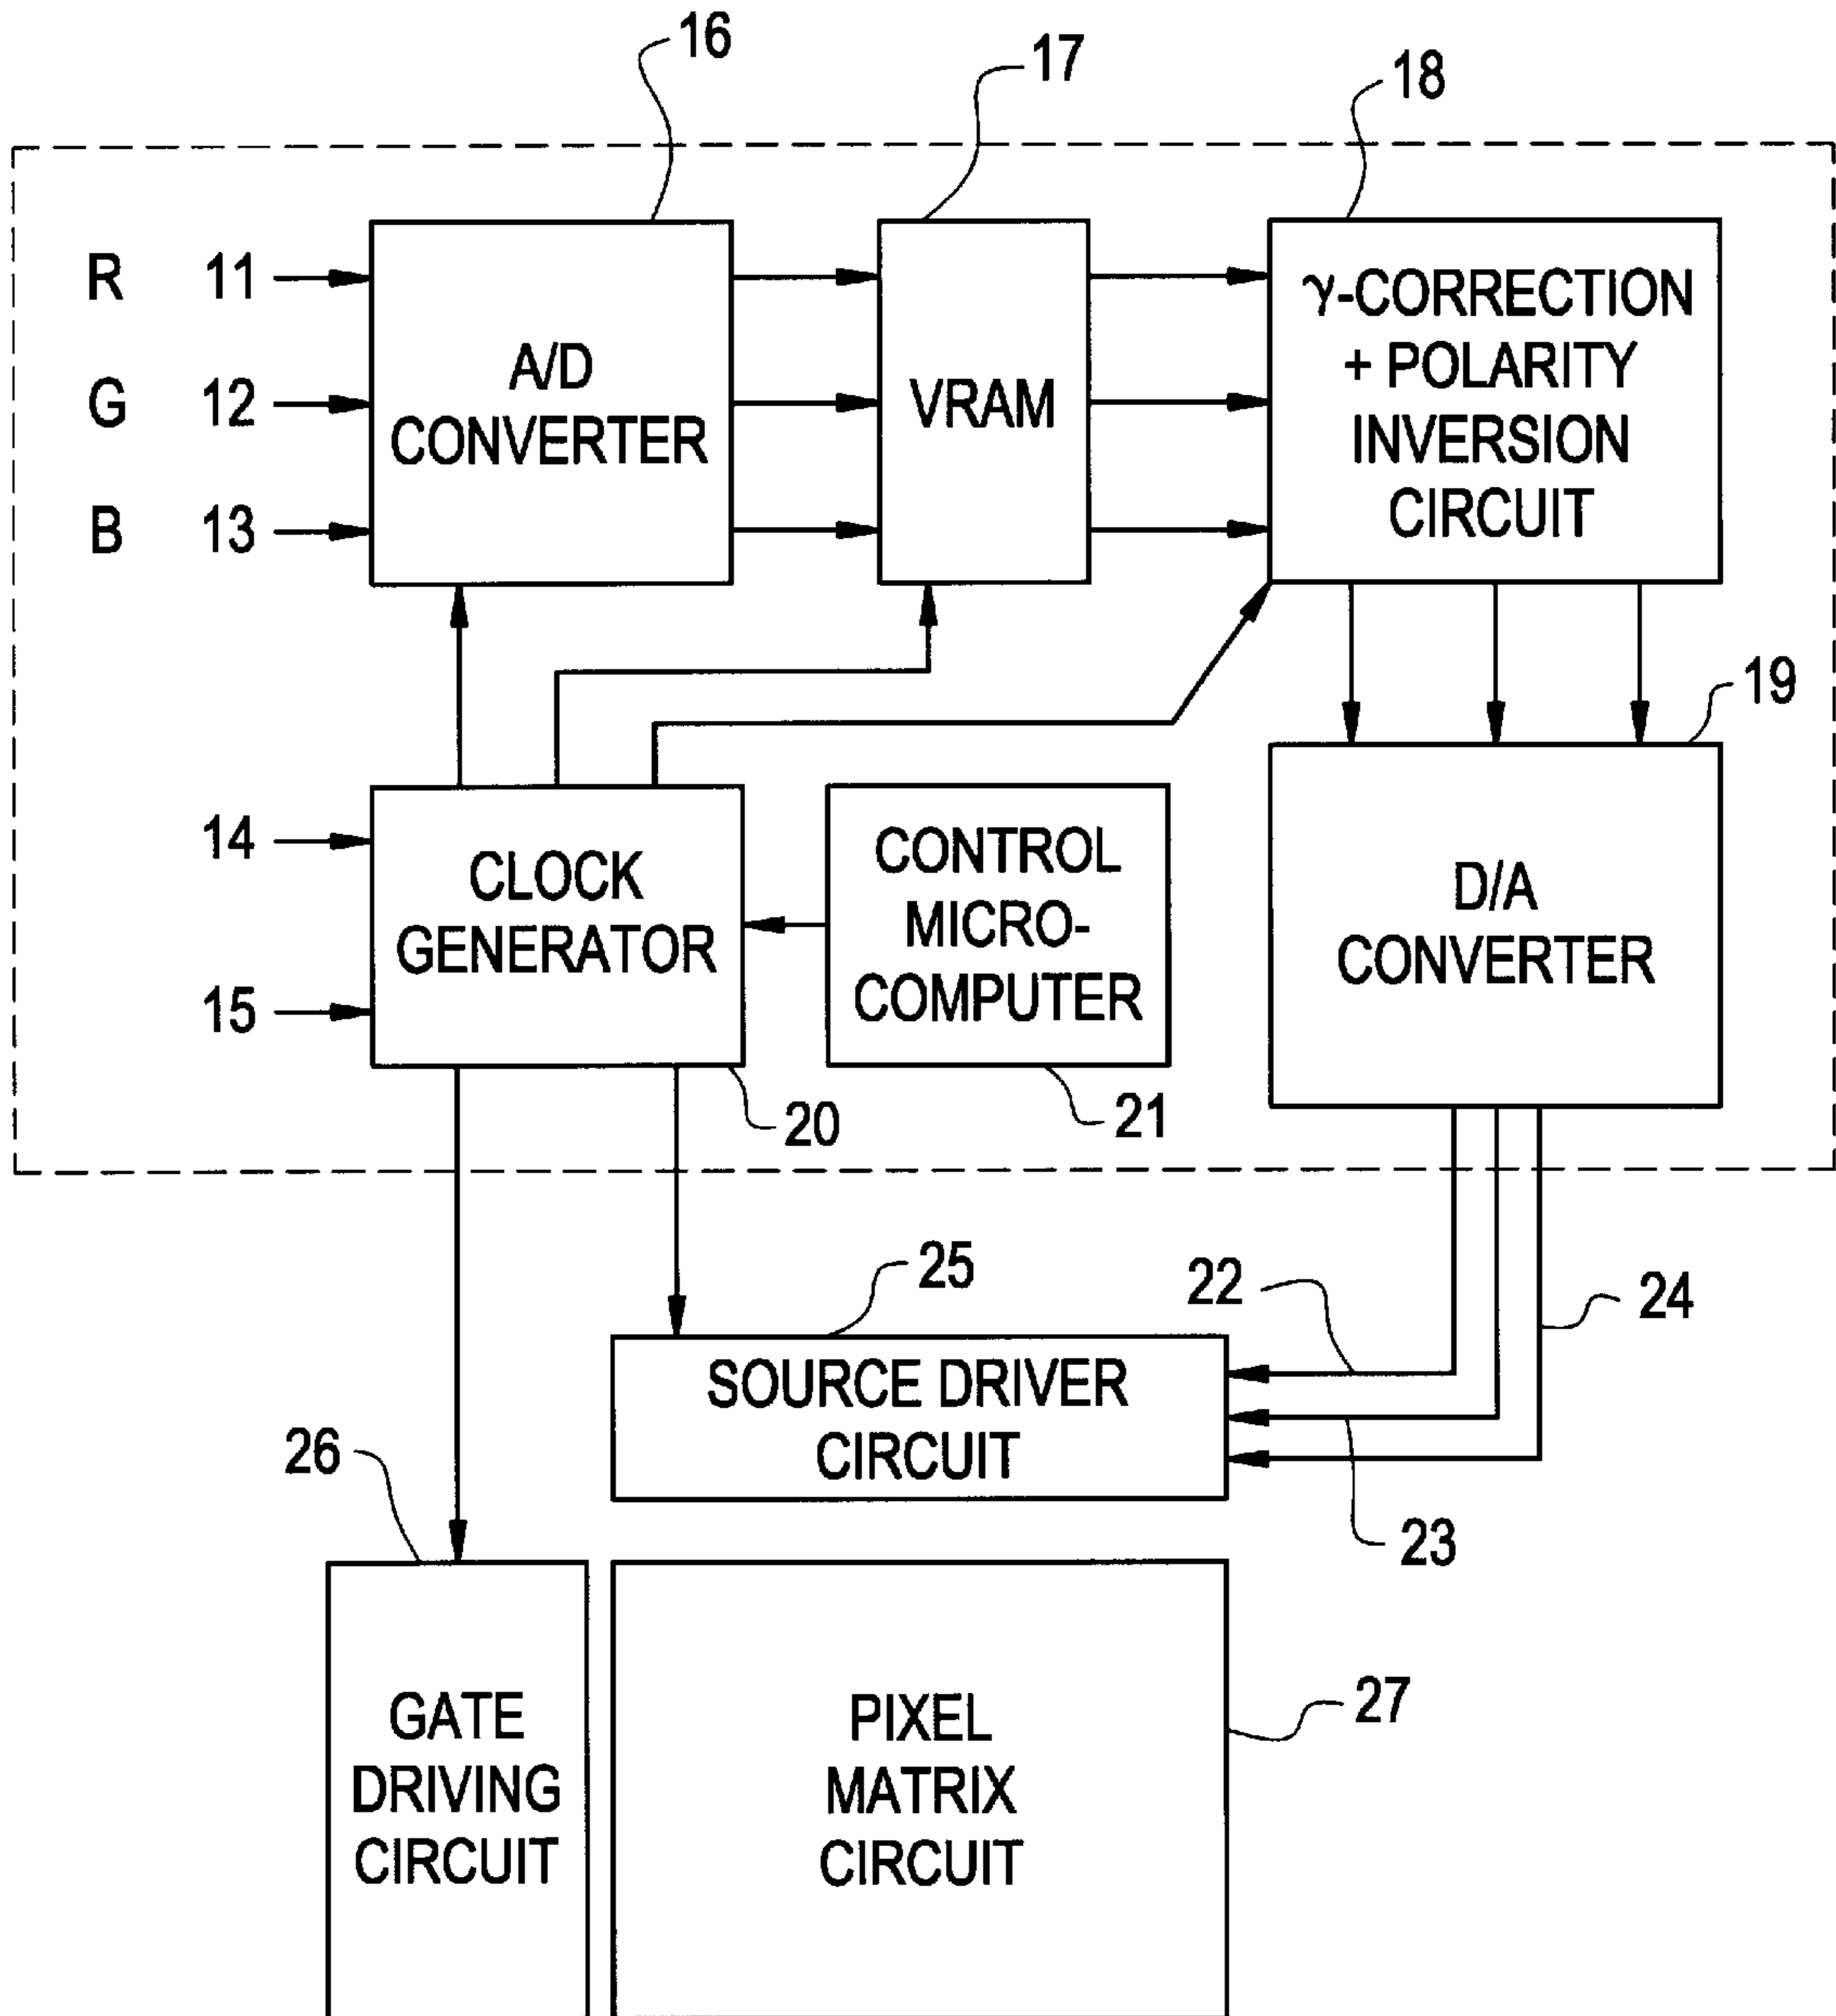 16
17
18
R 11
G 12
B 13
A/D
CONVERTER
VRAM
γ-CORRECTION
+ POLARITY
INVERSION
CIRCUIT
19
14
15
CLOCK
GENERATOR
CONTROL
MICRO-
COMPUTER
D/A
CONVERTER
20
21
25
22
24
SOURCE DRIVER
CIRCUIT
26
23
GATE
DRIVING
CIRCUIT
PIXEL
MATRIX
CIRCUIT
27